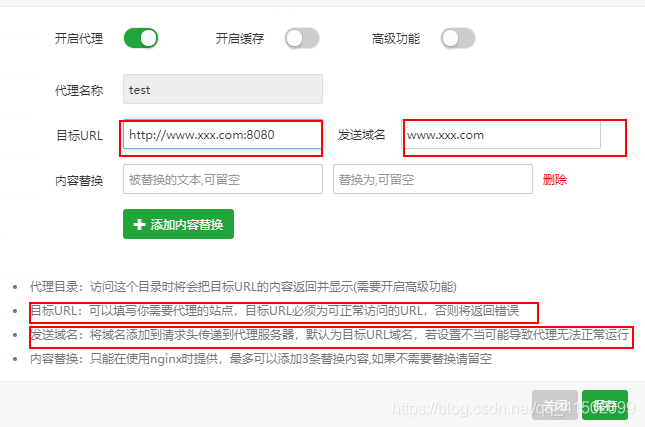 开启代理 开启缓存 高级功能
代理名称 test
目标URL http://www.xxx.com:8080 发送域名 www.xxx.com
内容替换 被替换的文本,可留空 替换为,可留空 删除
添加内容替换
代理目录：访问这个目录时将会把目标URL的内容返回并显示(需要开启高级功能)
目标URL：可以填写你需要代理的站点，目标URL必须为可正常访问的URL，否则将返回错误
发送域名：将域名添加到请求头传递到代理服务器，默认为目标URL域名，若设置不当可能导致代理无法正常运行
内容替换：只能在使用nginx时提供，最多可以添加3条替换内容,如果不需要替换请留空
关闭 保存